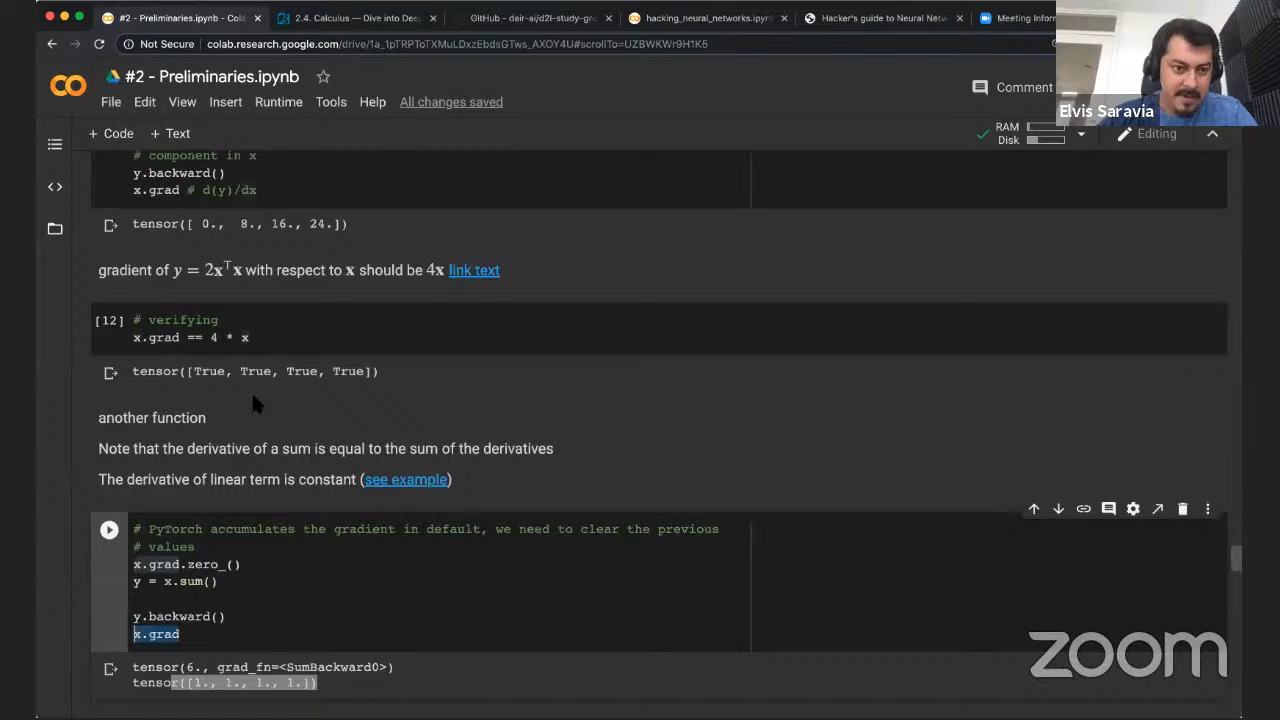 #2 - Preliminaries.ipynb - Cola
2.4. Calculus — Dive into Deep
GitHub - dair-ai/d2l-study-gro
hacking_neural_networks.ipynb
Hacker's guide to Neural Netw
Meeting Inform
Not Secure
colab.research.google.com/drive/1a_1pTRPToTXMuLDxzEbdsGTws_AXOY4U#scrollTo=UZBWKWr9H1K5
#2 - Preliminaries.ipynb
File Edit View Insert Runtime Tools Help All changes saved
Comment
Elvis Saravia
+ Code + Text
RAM
Disk
Editing
# component in x
y.backward()
x.grad # d(y)/dx
tensor([ 0., 8., 16., 24.])
gradient of y = 2x⊤x with respect to x should be 4x link text
[12] # verifying
x.grad == 4 * x
tensor([True, True, True, True])
another function
Note that the derivative of a sum is equal to the sum of the derivatives
The derivative of linear term is constant (see example)
# PyTorch accumulates the gradient in default, we need to clear the previous
# values
x.grad.zero_()
y = x.sum()
y.backward()
x.grad
tensor(6., grad_fn=<SumBackward0>)
tensor([1., 1., 1., 1.])
zoom